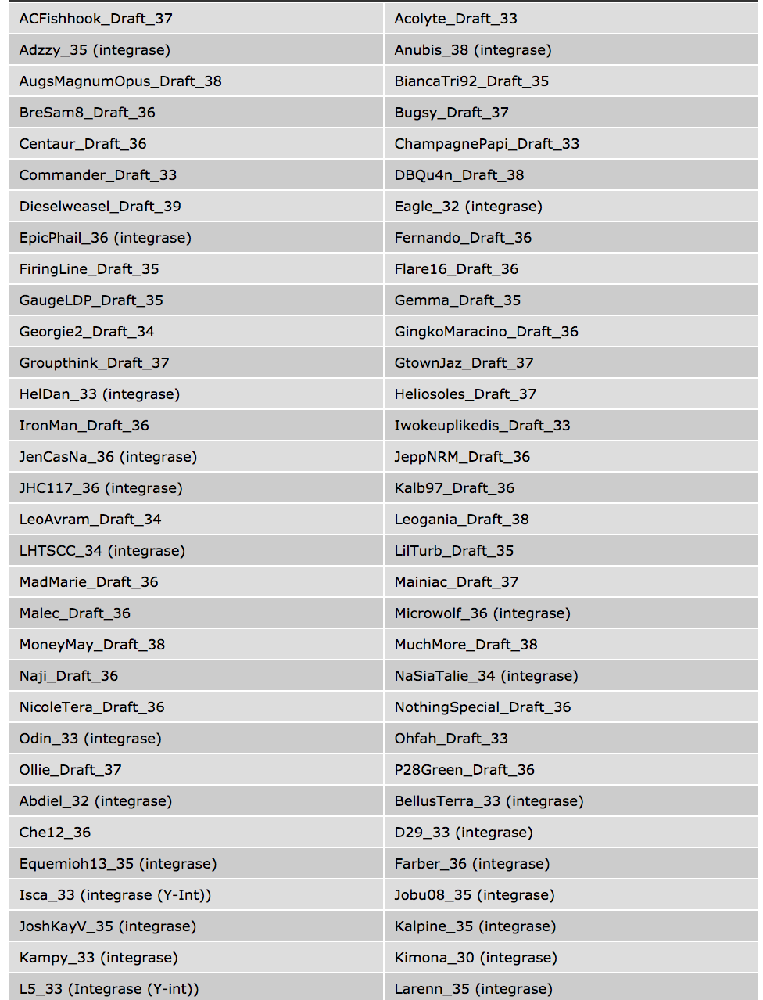 ACFishhook_Draft_37 Acolyte_Draft_33
Adzzy_35 (integrase) Anubis_38 (integrase)
AugsMagnumOpus_Draft_38 BiancaTri92_Draft_35
BreSam8_Draft_36 Bugsy_Draft_37
Centaur_Draft_36 ChampagnePapi_Draft_33
Commander_Draft_33 DBQu4n_Draft_38
Dieselweasel_Draft_39 Eagle_32 (integrase)
EpicPhail_36 (integrase) Fernando_Draft_36
FiringLine_Draft_35 Flare16_Draft_36
GaugeLDP_Draft_35 Gemma_Draft_35
Georgie2_Draft_34 GingkoMaracino_Draft_36
Groupthink_Draft_37 GtownJaz_Draft_37
HelDan_33 (integrase) Heliosoles_Draft_37
IronMan_Draft_36 Iwokeuplikedis_Draft_33
JenCasNa_36 (integrase) JeppNRM_Draft_36
JHC117_36 (integrase) Kalb97_Draft_36
LeoAvram_Draft_34 Leogania_Draft_38
LHTSCC_34 (integrase) LilTurb_Draft_35
MadMarie_Draft_36 Mainiac_Draft_37
Malec_Draft_36 Microwolf_36 (integrase)
MoneyMay_Draft_38 MuchMore_Draft_38
Naji_Draft_36 NaSiaTalie_34 (integrase)
NicoleTera_Draft_36 NothingSpecial_Draft_36
Odin_33 (integrase) Ohfah_Draft_33
Ollie_Draft_37 P28Green_Draft_36
Abdiel_32 (integrase) BellusTerra_33 (integrase)
Che12_36 D29_33 (integrase)
Equemioh13_35 (integrase) Farber_36 (integrase)
Isca_33 (integrase (Y-Int)) Jobu08_35 (integrase)
JoshKayV_35 (integrase) Kalpine_35 (integrase)
Kampy_33 (integrase) Kimona_30 (integrase)
L5_33 (Integrase (Y-int)) Larenn_35 (integrase)